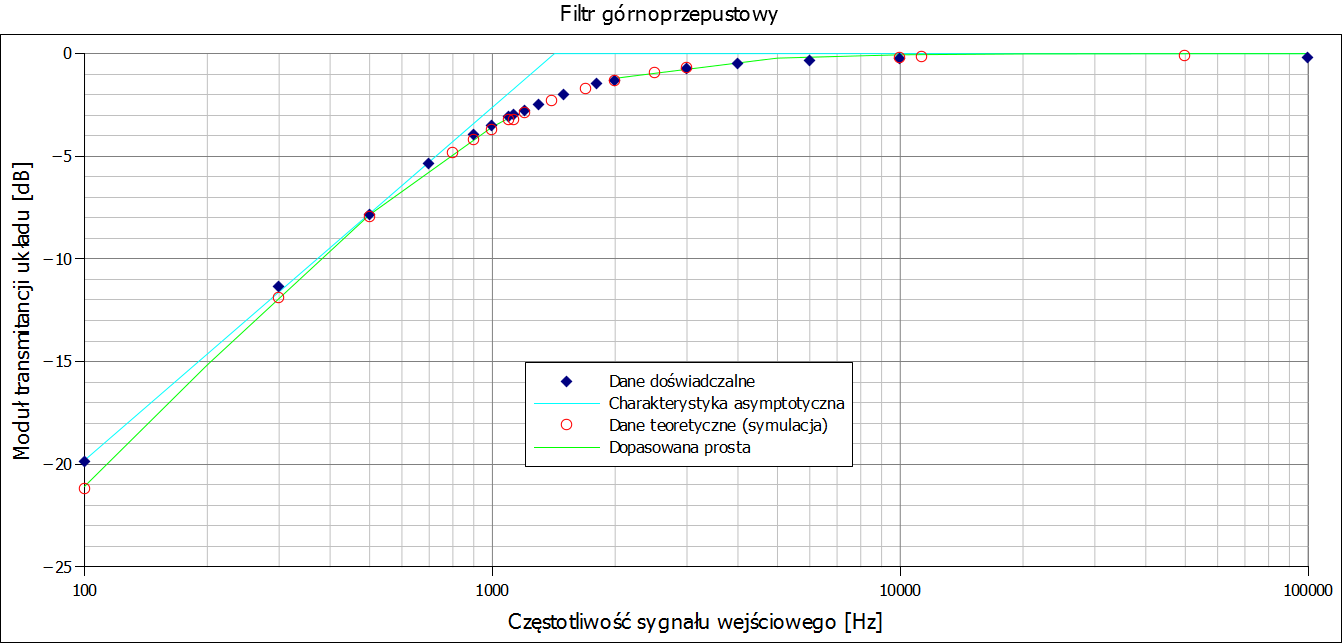 Filtr górnoprzepustowy
0
−5
−10
−15
−20
−25
Moduł transmitancji układu [dB]
Dane doświadczalne
Charakterystyka asymptotyczna
Dane teoretyczne (symulacja)
Dopasowana prosta
100 1000 10000 100000
Częstotliwość sygnału wejściowego [Hz]